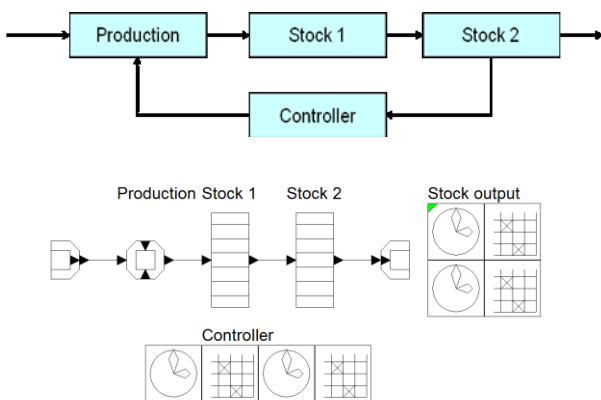 Production Stock 1 Stock 2
Controller
Production Stock 1 Stock 2 Stock output
Controller